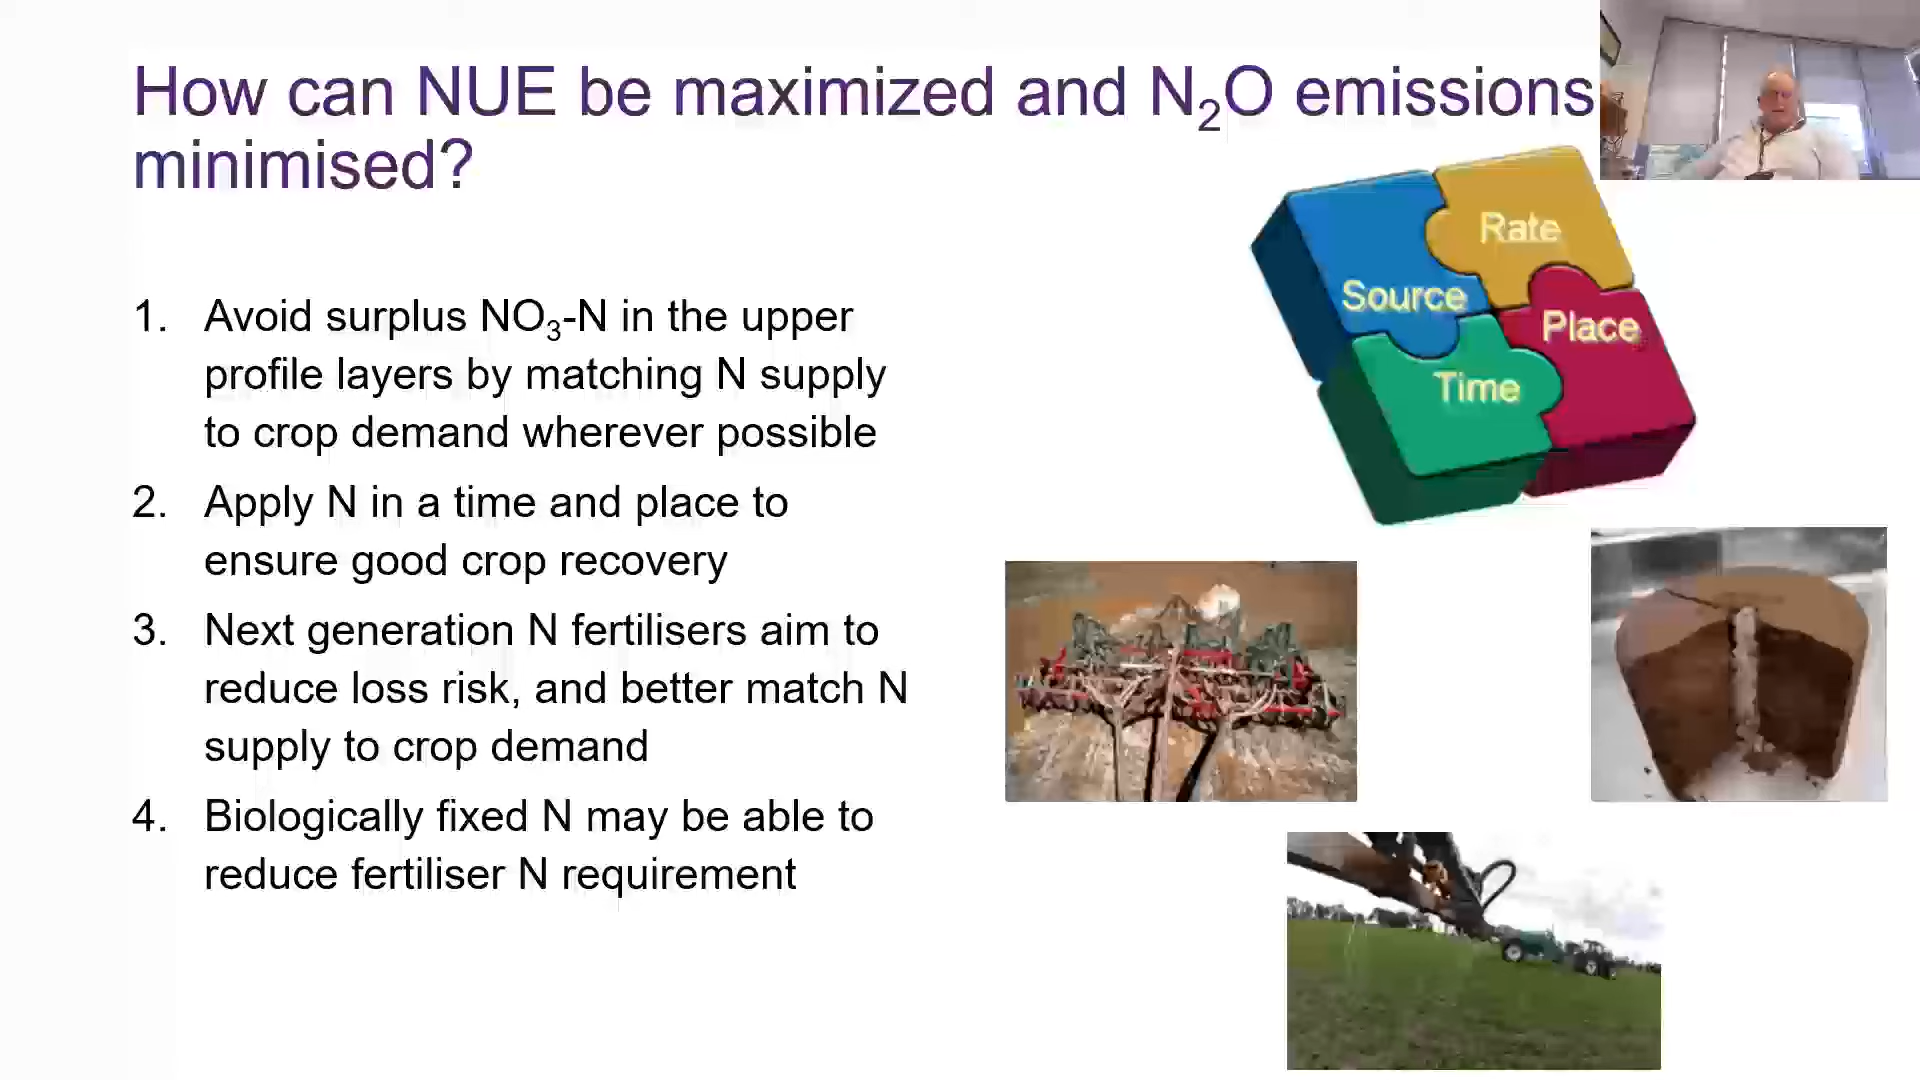 How can NUE be maximized and N₂O emissions
minimised?
1. Avoid surplus NO₃-N in the upper
profile layers by matching N supply
to crop demand wherever possible
2. Apply N in a time and place to
ensure good crop recovery
3. Next generation N fertilisers aim to
reduce loss risk, and better match N
supply to crop demand
4. Biologically fixed N may be able to
reduce fertiliser N requirement
Rate
Source
Place
Time